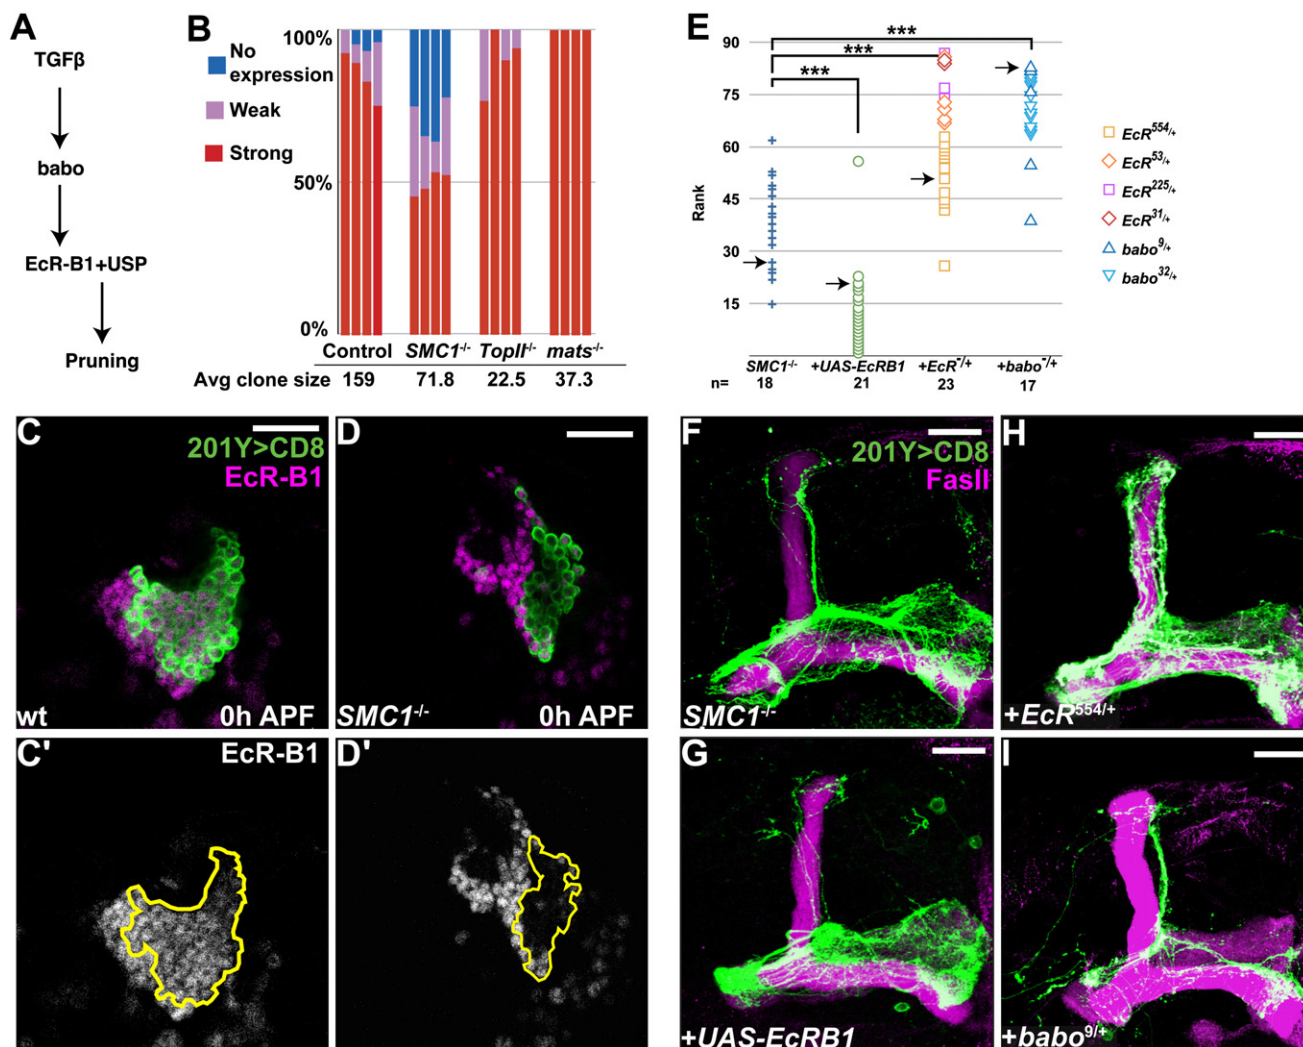 A
TGFβ
babo
EcR-B1+USP
Pruning
B
No expression
Weak
Strong
100%
50%
0%
Control SMC1-/- TopII-/- mats-/-
Avg clone size 159 71.8 22.5 37.3
E
***
***
***
Rank
90
75
60
45
30
15
SMC1-/- +UAS-EcRB1 +EcR-/+ +babo-/+
n= 18 21 23 17
EcR554/+
EcR53/+
EcR225/+
EcR31/+
babo9/+
babo32/+
C
201Y>CD8
EcR-B1
wt
0h APF
D
SMC1-/-
0h APF
C'
EcR-B1
D'
F
201Y>CD8
FasII
SMC1-/-
H
+EcR554/+
G
+UAS-EcRB1
I
+babo9/+